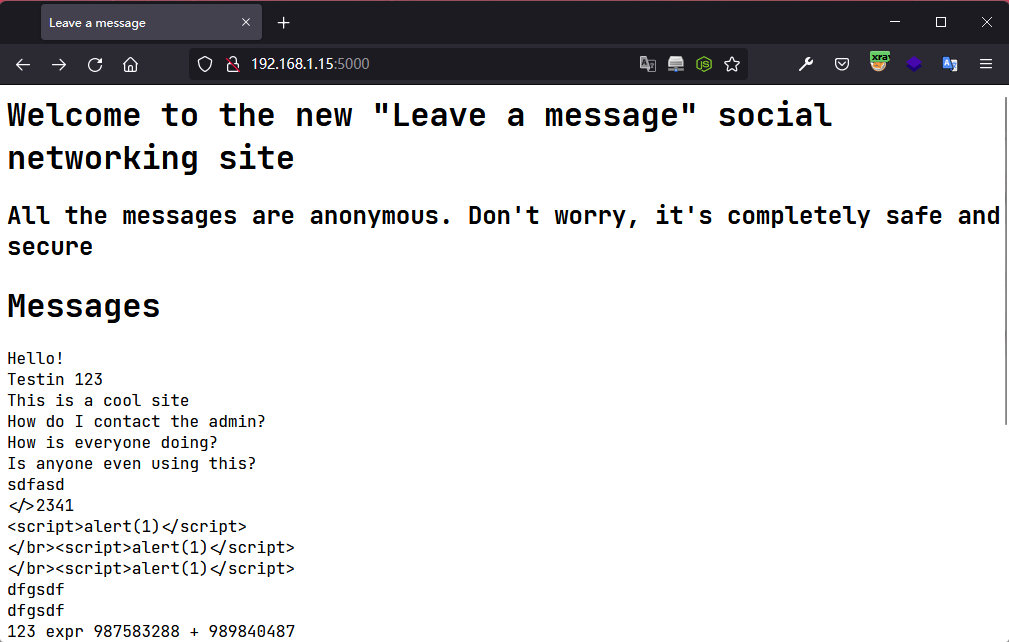 Leave a message
192.168.1.15:5000
Welcome to the new "Leave a message" social
networking site
All the messages are anonymous. Don't worry, it's completely safe and
secure
Messages
Hello!
Testin 123
This is a cool site
How do I contact the admin?
How is everyone doing?
Is anyone even using this?
sdfasd
</>2341
<script>alert(1)</script>
</br><script>alert(1)</script>
</br><script>alert(1)</script>
dfgsdf
dfgsdf
123 expr 987583288 + 989840487